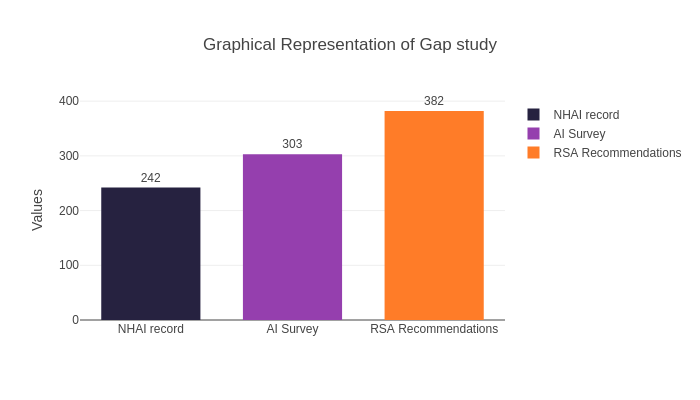 Graphical Representation of Gap study
Values
400
300
200
100
0
242
303
382
NHAI record
AI Survey
RSA Recommendations
NHAI record
AI Survey
RSA Recommendations